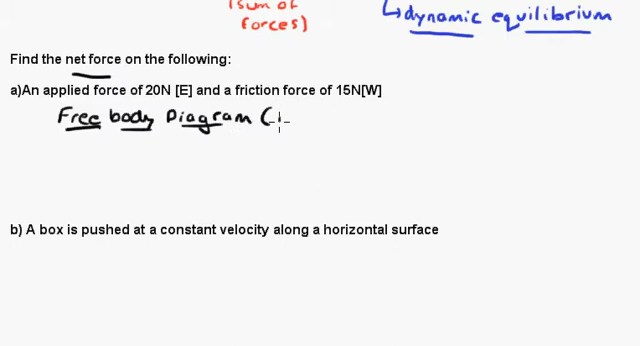 (sum of
forces)
↳dynamic equilibrium
Find the net force on the following:
a)An applied force of 20N [E] and a friction force of 15N[W]
Free body Diagram (
b) A box is pushed at a constant velocity along a horizontal surface